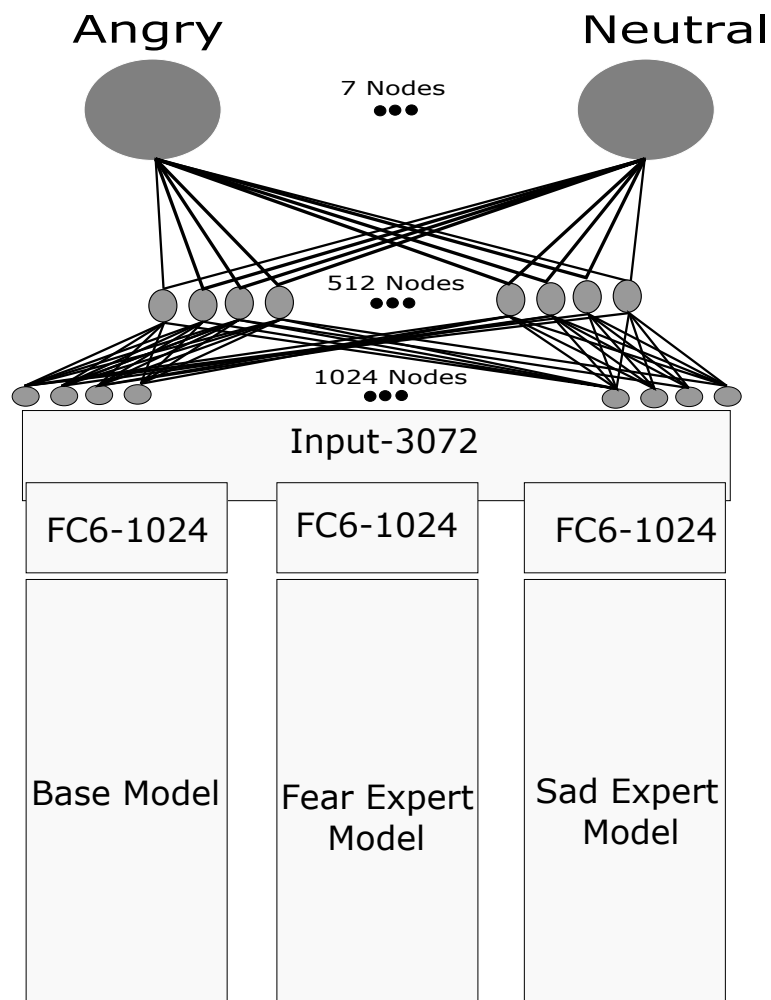 Angry
Neutral
7 Nodes
512 Nodes
1024 Nodes
Input-3072
FC6-1024
FC6-1024
FC6-1024
Base Model
Fear Expert
Model
Sad Expert
Model